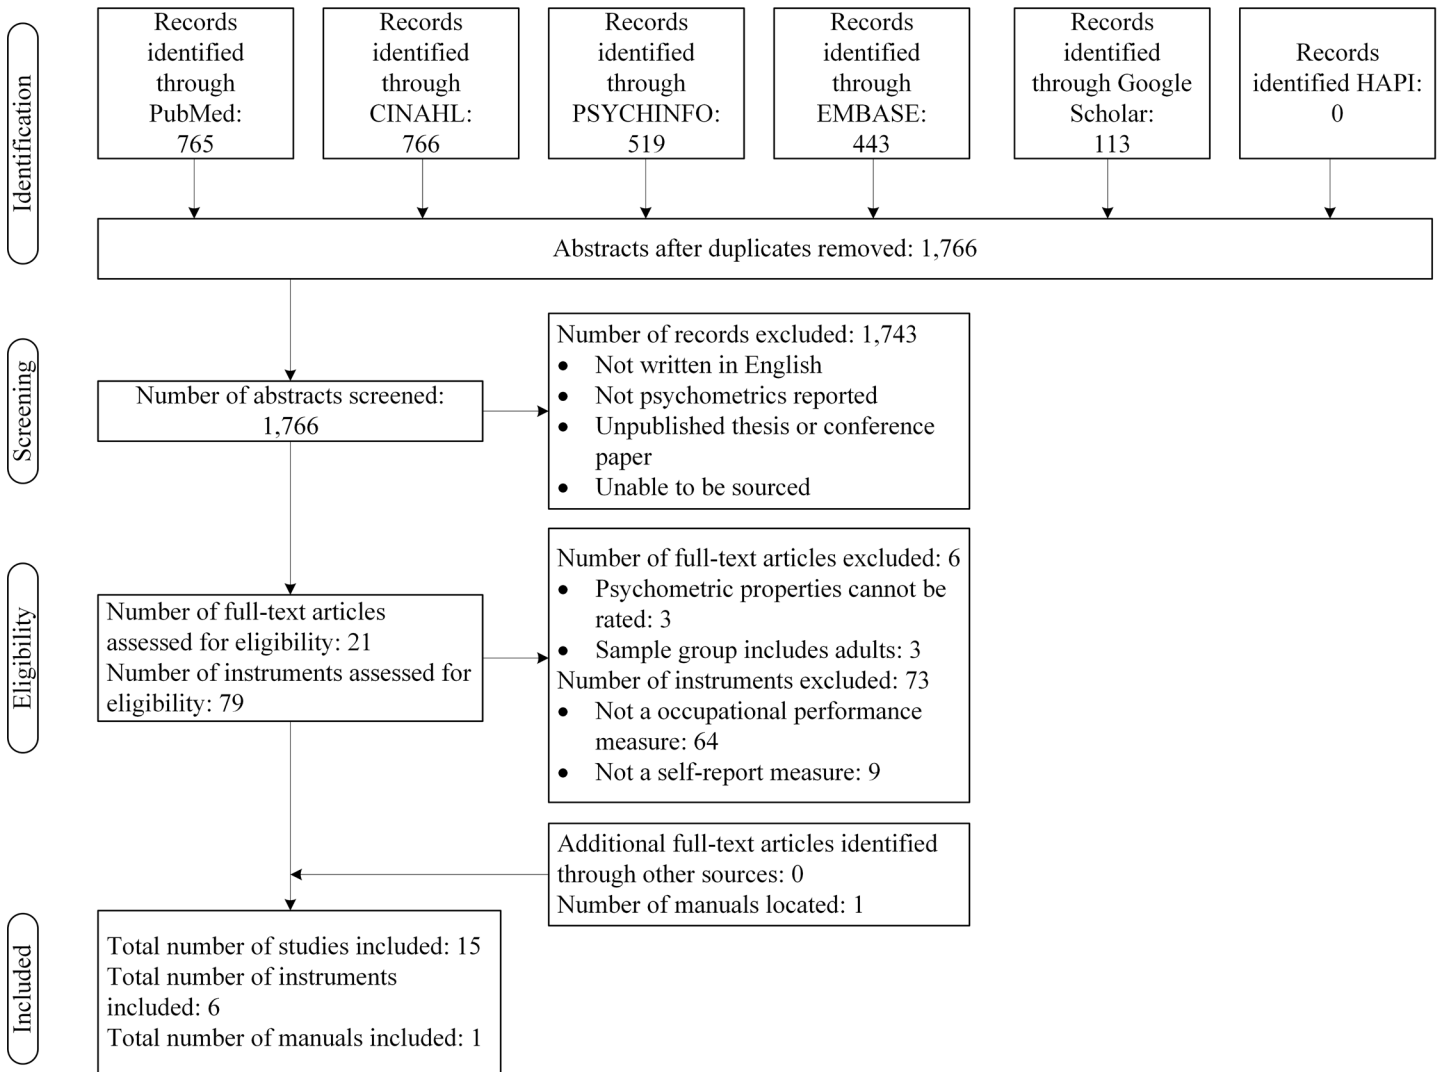 Identification
Records
identified
through
PubMed:
765
Records
identified
through
CINAHL:
766
Records
identified
through
PSYCHINFO:
519
Records
identified
through
EMBASE:
443
Records
identified
through Google
Scholar:
113
Records
identified HAPI:
0
Abstracts after duplicates removed: 1,766
Screening
Number of abstracts screened:
1,766
Number of records excluded: 1,743
• Not written in English
• Not psychometrics reported
• Unpublished thesis or conference
paper
• Unable to be sourced
Eligibility
Number of full-text articles
assessed for eligibility: 21
Number of instruments assessed for
eligibility: 79
Number of full-text articles excluded: 6
• Psychometric properties cannot be
rated: 3
• Sample group includes adults: 3
Number of instruments excluded: 73
• Not a occupational performance
measure: 64
• Not a self-report measure: 9
Additional full-text articles identified
through other sources: 0
Number of manuals located: 1
Included
Total number of studies included: 15
Total number of instruments
included: 6
Total number of manuals included: 1